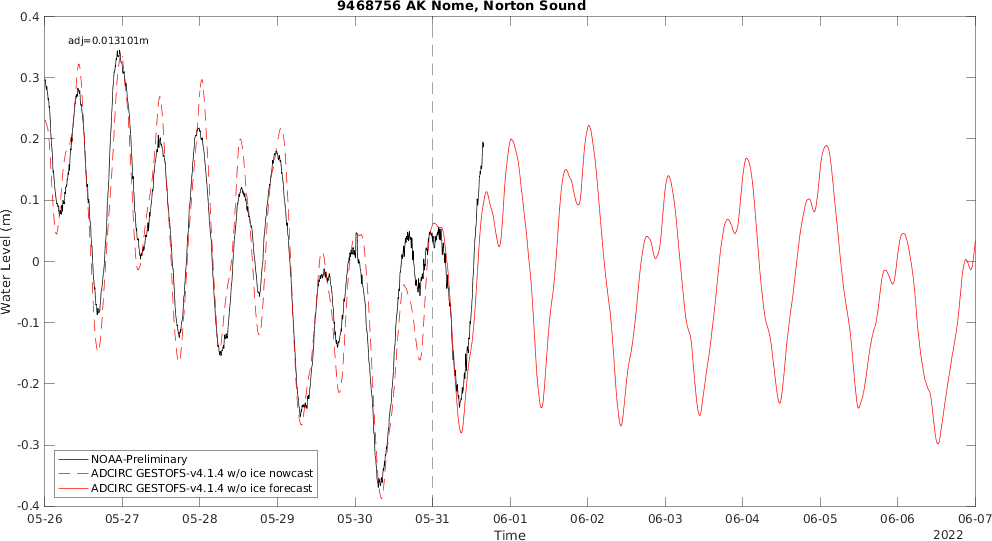 9468756 AK Nome, Norton Sound
adj=0.013101m
0.4
0.3
0.2
0.1
0
-0.1
-0.2
-0.3
-0.4
Water Level (m)
NOAA-Preliminary
ADCIRC GESTOFS-v4.1.4 w/o ice nowcast
ADCIRC GESTOFS-v4.1.4 w/o ice forecast
05-26 05-27 05-28 05-29 05-30 05-31 06-01 06-02 06-03 06-04 06-05 06-06 06-07
Time
2022